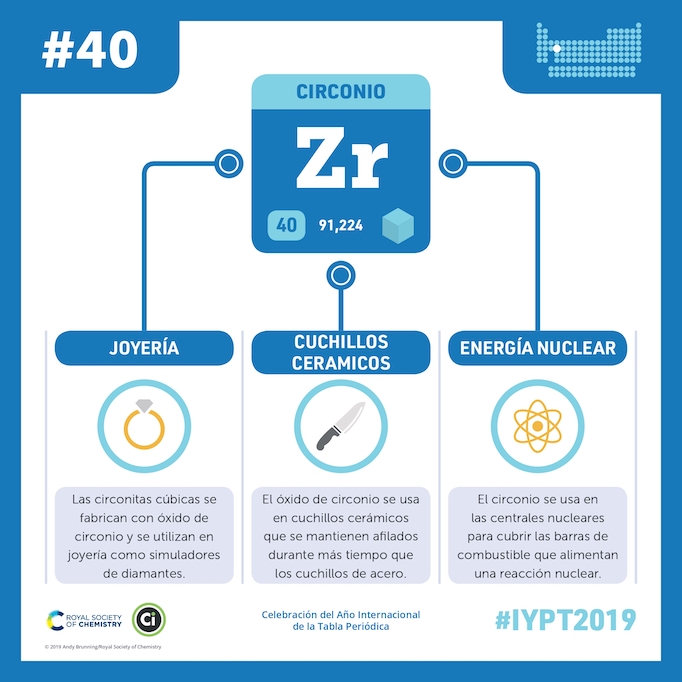 #40
CIRCONIO
Zr
40
91,224
JOYERÍA
Las circonitas cúbicas se
fabrican con óxido de
circonio y se utilizan en
joyería como simuladores
de diamantes.
CUCHILLOS
CERAMICOS
El óxido de circonio se usa
en cuchillos cerámicos
que se mantienen afilados
durante más tiempo que
los cuchillos de acero.
ENERGÍA NUCLEAR
El circonio se usa en
las centrales nucleares
para cubrir las barras de
combustible que alimentan
una reacción nuclear.
ROYAL SOCIETY
OF CHEMISTRY
Ci
© 2019 Andy Brunning/Royal Society of Chemistry
Celebración del Año Internacional
de la Tabla Periódica
#IYPT2019